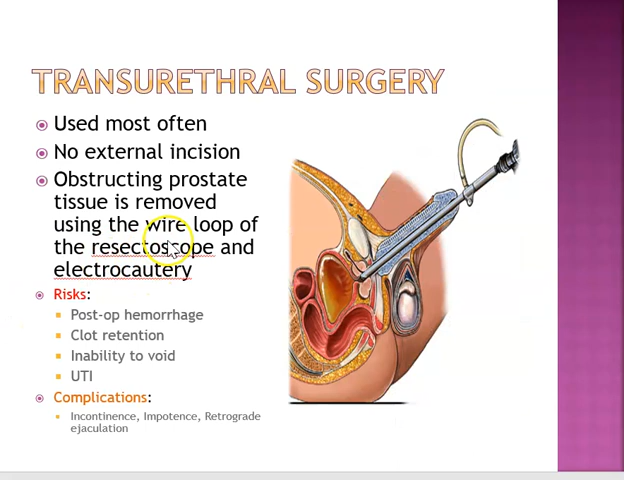 TRANSURETHRAL SURGERY
Used most often
No external incision
Obstructing prostate
tissue is removed
using the wire loop of
the resectoscope and
electrocautery
Risks:
Post-op hemorrhage
Clot retention
Inability to void
UTI
Complications:
Incontinence, Impotence, Retrograde
ejaculation